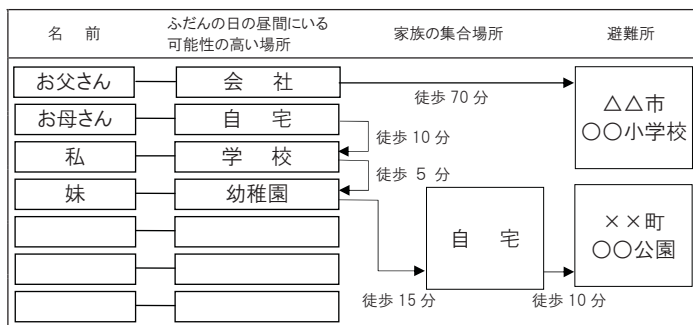 名　前
ふだんの日の昼間にいる
可能性の高い場所
家族の集合場所
避難所
お父さん
会　社
徒歩 70 分
△△市
〇〇小学校
お母さん
自　宅
徒歩 10 分
私
学　校
徒歩 5 分
妹
幼稚園
自　宅
××町
〇〇公園
徒歩 15 分
徒歩 10 分